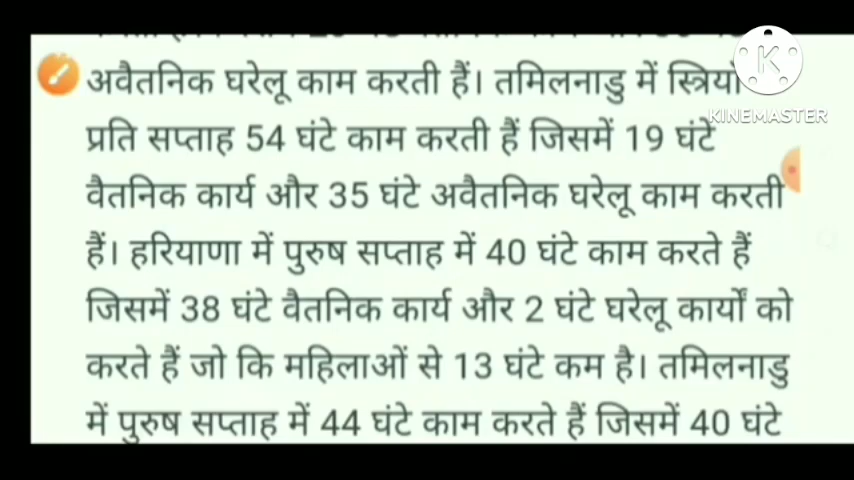 अवैतनिक घरेलू काम करती हैं। तमिलनाडु में
प्रति सप्ताह 54 घंटे काम करती हैं जिसमें 19 घंटे
वैतनिक कार्य और 35 घंटे अवैतनिक घरेलू काम करती
हैं। हरियाणा में पुरुष सप्ताह में 40 घंटे काम करते हैं
जिसमें 38 घंटे वैतनिक कार्य और 2 घंटे घरेलू कार्यों को
करते हैं जो कि महिलाओं से 13 घंटे कम है। तमिलनाडु
में पुरुष सप्ताह में 44 घंटे काम करते हैं जिसमें 40 घंटे
K
KINEMASTER